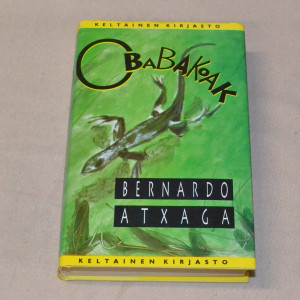 KELTAINEN KIRJASTO
OBABAKOAK
BERNARDO
ATXAGA
KELTAINEN KIRJASTO